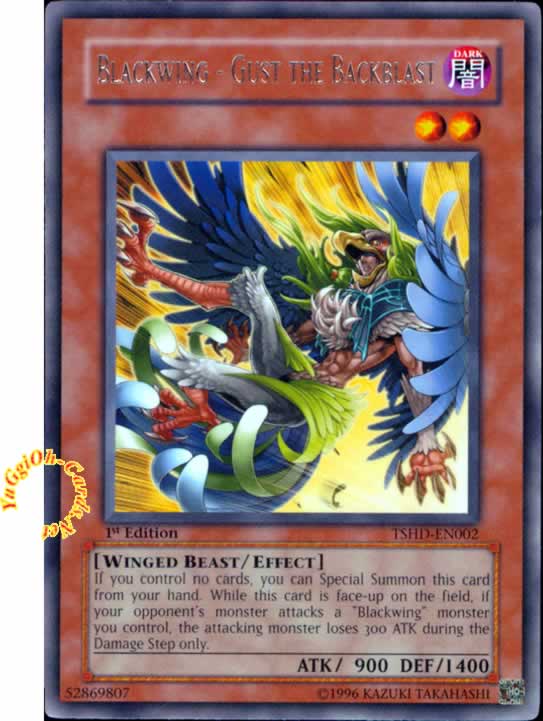 Blackwing - Gust the Backblast
DARK
闇
YuGgiOh-Cards.Net
1st Edition
TSHD-EN002
[Winged Beast/Effect]
If you control no cards, you can Special Summon this card
from your hand. While this card is face-up on the field, if
your opponent's monster attacks a "Blackwing" monster
you control, the attacking monster loses 300 ATK during the
Damage Step only.
ATK/ 900 DEF/1400
52869807
©1996 KAZUKI TAKAHASHI